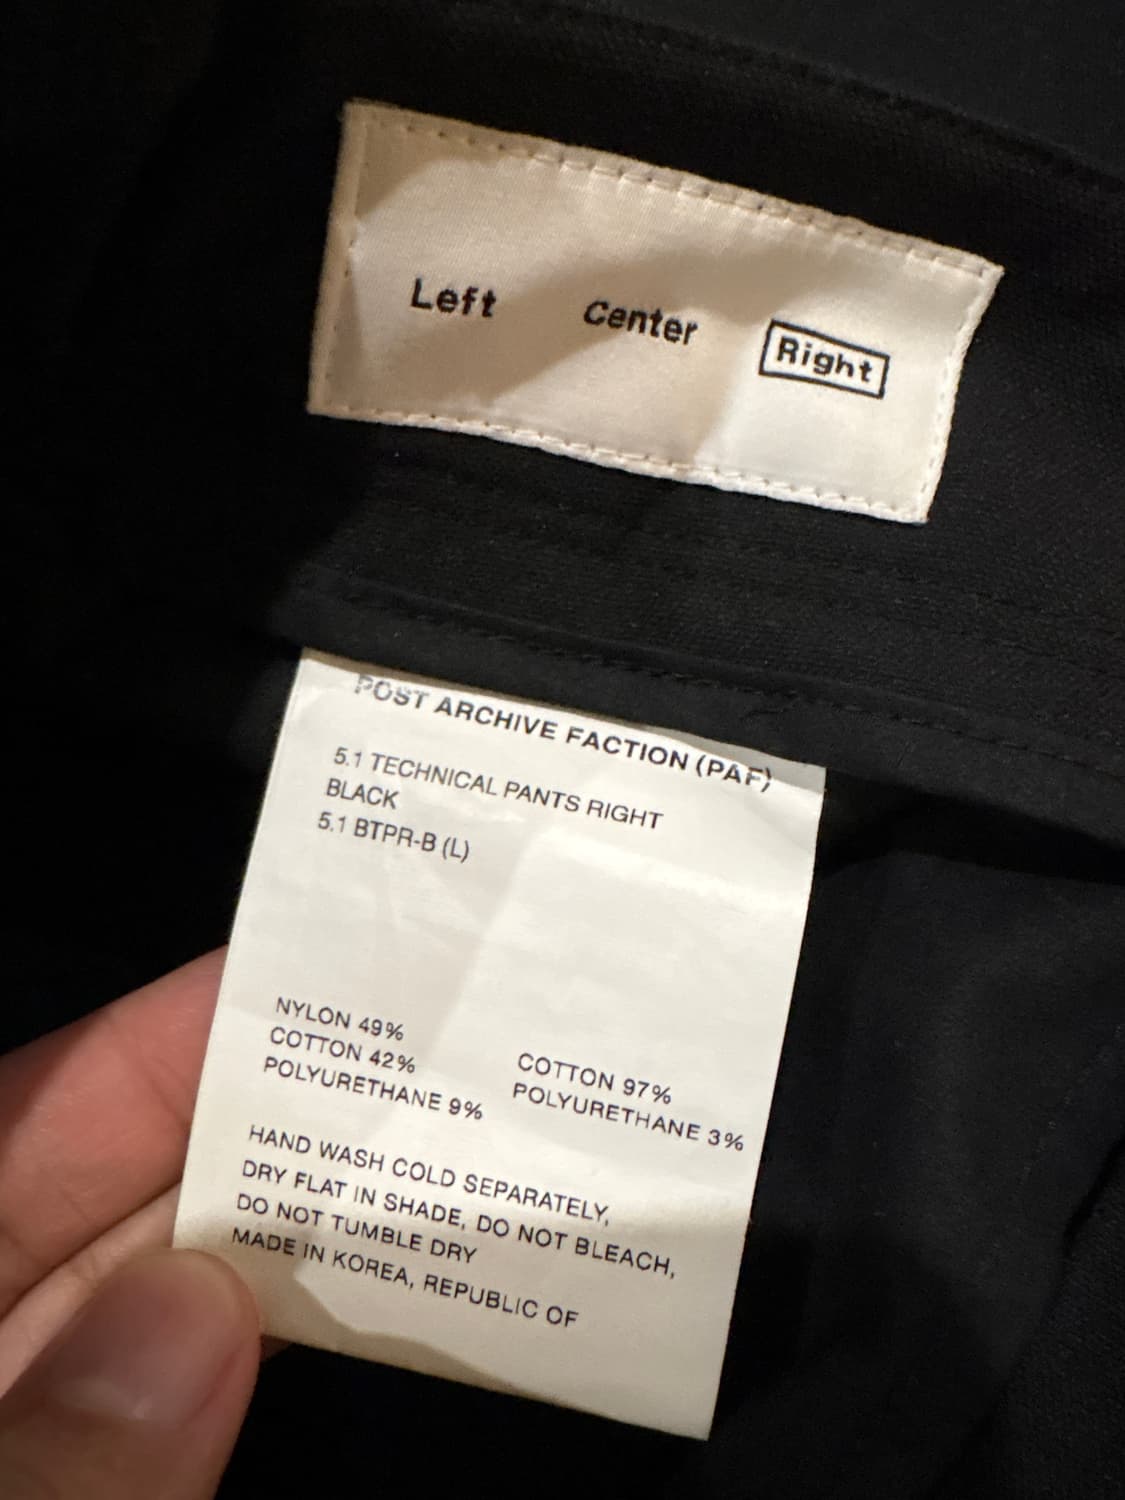 Left Center Right
POST ARCHIVE FACTION (PAF)
5.1 TECHNICAL PANTS RIGHT
BLACK
5.1 BTPR-B (L)
NYLON 49%
COTTON 42%
POLYURETHANE 9%
COTTON 97%
POLYURETHANE 3%
HAND WASH COLD SEPARATELY,
DRY FLAT IN SHADE, DO NOT BLEACH,
DO NOT TUMBLE DRY
MADE IN KOREA, REPUBLIC OF